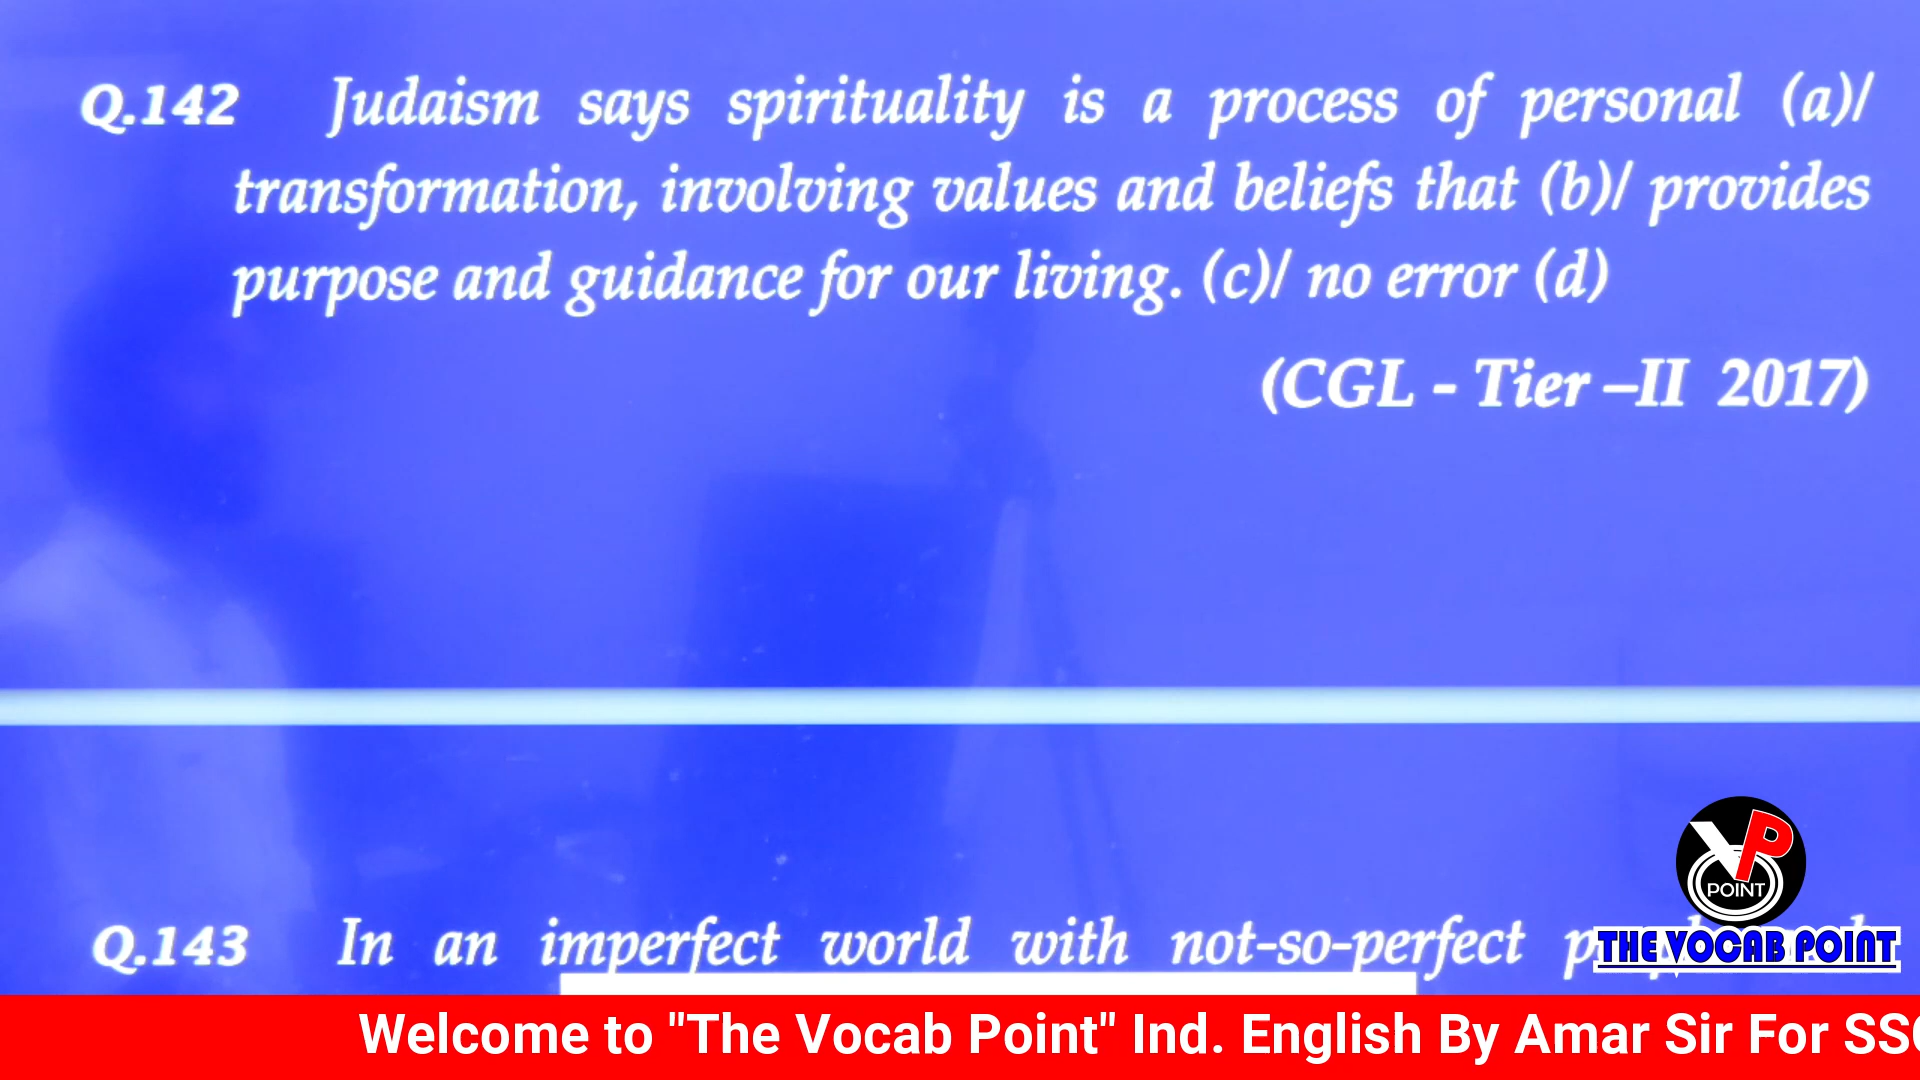 Q.142 Judaism says spirituality is a process of personal (a)/
transformation, involving values and beliefs that (b)/ provides
purpose and guidance for our living. (c)/ no error (d)
(CGL - Tier –II 2017)
VP
POINT
Q.143 In an imperfect world with not-so-perfect
THE VOCAB POINT
Welcome to "The Vocab Point" Ind. English By Amar Sir For